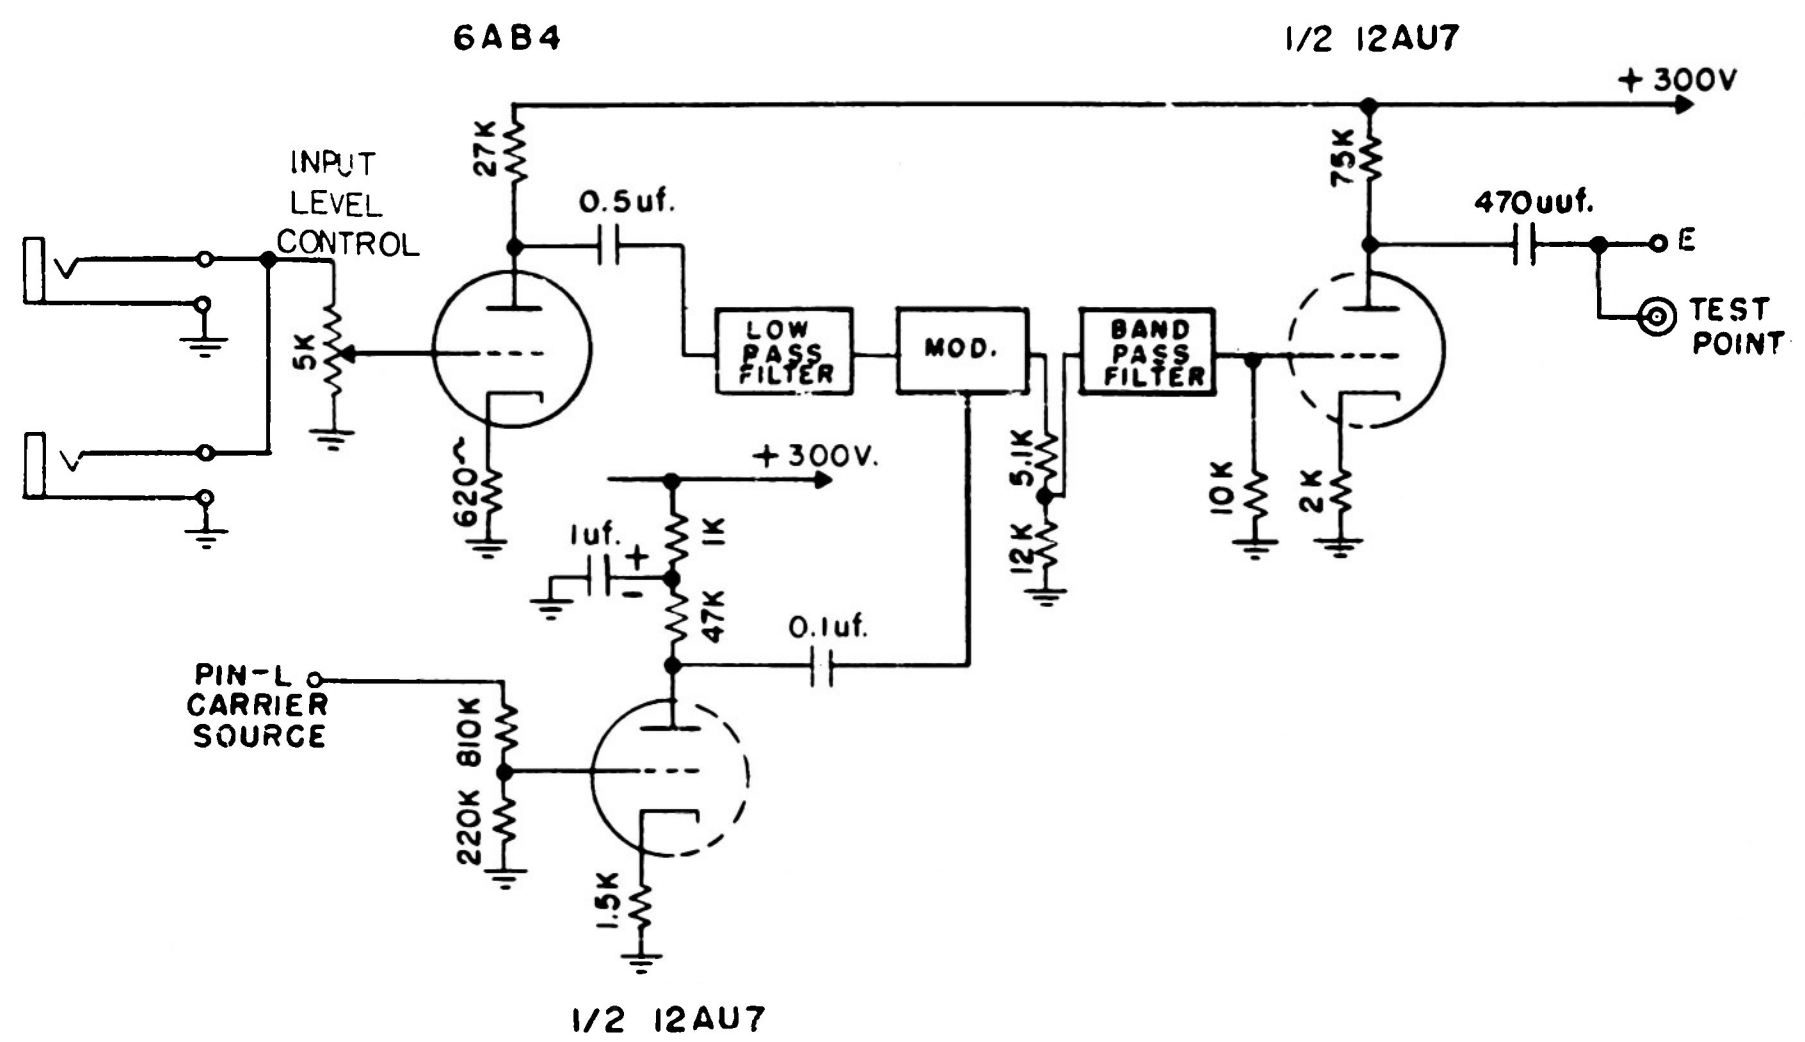 6AB4
1/2 12AU7
+ 300V
27K
75K
INPUT
LEVEL
CONTROL
0.5uf.
470uuf.
E
TEST
POINT
5K
LOW
PASS
FILTER
MOD.
BAND
PASS
FILTER
620~
+300V.
5.1K
10K
2K
1uf.
+
-
1K
12K
47K
0.1uf.
PIN-L
CARRIER
SOURCE
810K
220K
1.5K
1/2 12AU7